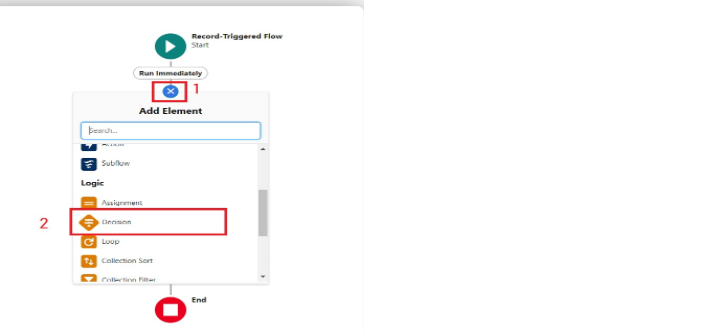 Record-Triggered Flow
Start
Run Immediately
1
Add Element
Search...
Action
Subflow
Logic
Assignment
2
Decision
Loop
Collection Sort
Collection Filter
End